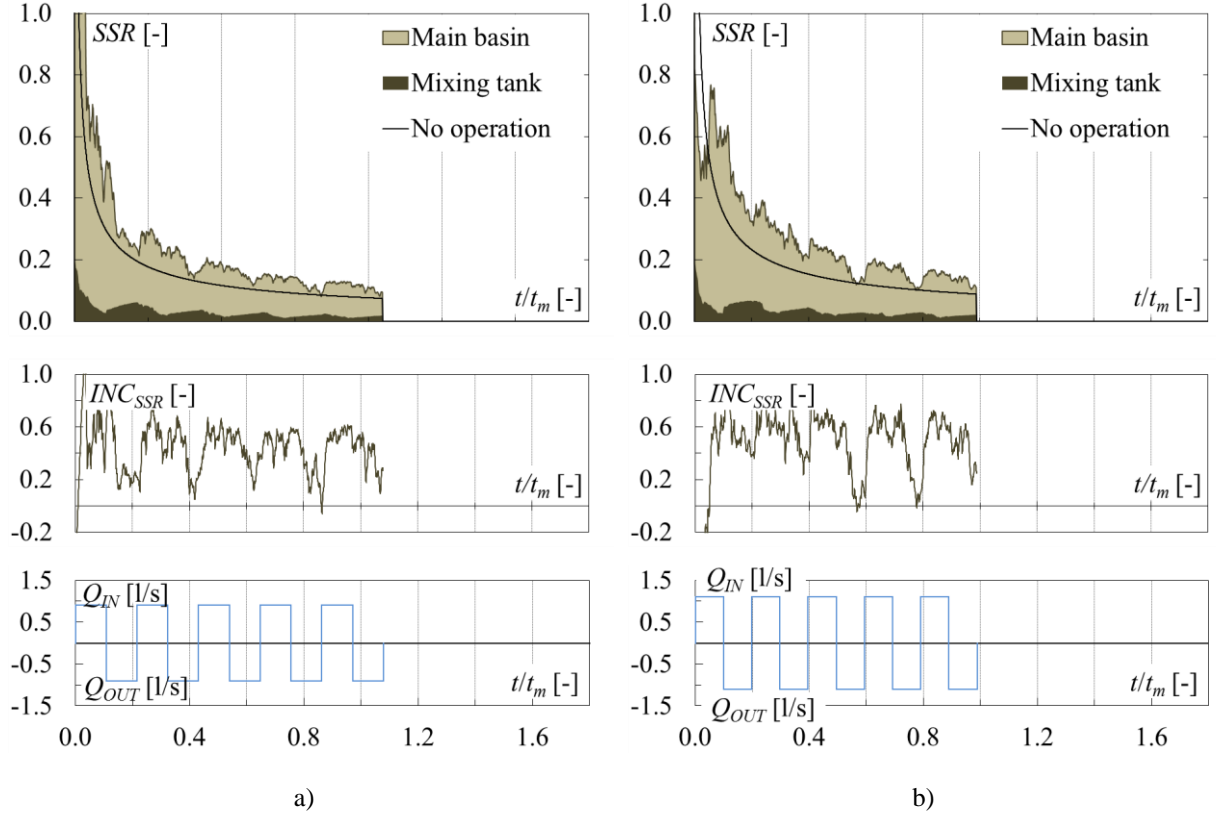 1.0
SSR [-]
Main basin
0.8
Mixing tank
0.6
No operation
0.4
0.2
t/tm [-]
0.0
1.0
INCSSR [-]
0.6
0.2
t/tm [-]
-0.2
1.5
QIN [l/s]
0.5
-0.5
QOUT [l/s]
t/tm [-]
-1.5
0.0 0.4 0.8 1.2 1.6
a)
1.0
SSR [-]
Main basin
0.8
Mixing tank
0.6
No operation
0.4
0.2
t/tm [-]
0.0
1.0
INCSSR [-]
0.6
0.2
t/tm [-]
-0.2
1.5
QIN [l/s]
0.5
-0.5
t/tm [-]
QOUT [l/s]
-1.5
0.0 0.4 0.8 1.2 1.6
b)